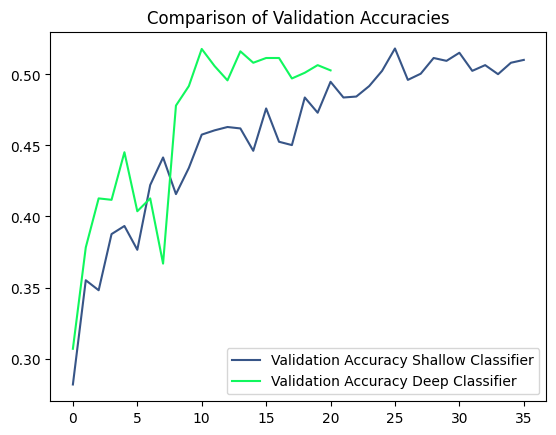 Comparison of Validation Accuracies
0.50
0.45
0.40
0.35
0.30
Validation Accuracy Shallow Classifier
Validation Accuracy Deep Classifier
0 5 10 15 20 25 30 35